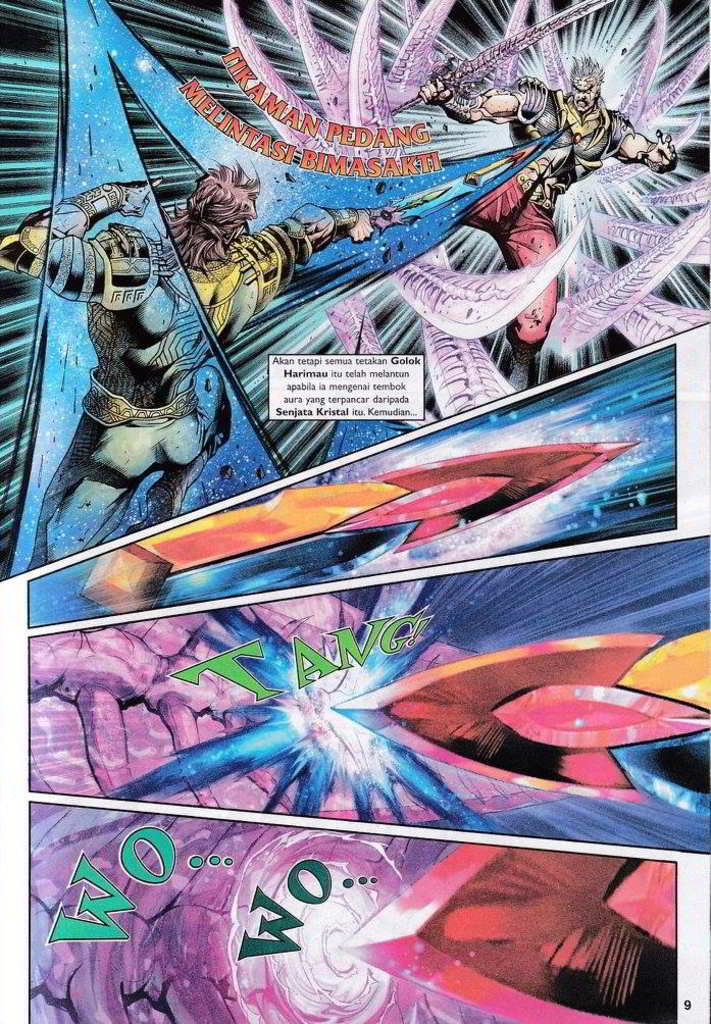 TIKAMAN PEDANG
MELINTASI BIMASAKTI
Akan tetapi semua tetakan Golok
Harimau itu telah melantun
apabila ia mengenai tembok
aura yang terpancar daripada
Senjata Kristal itu. Kemudian...
TANG!
WO...
WO...
9